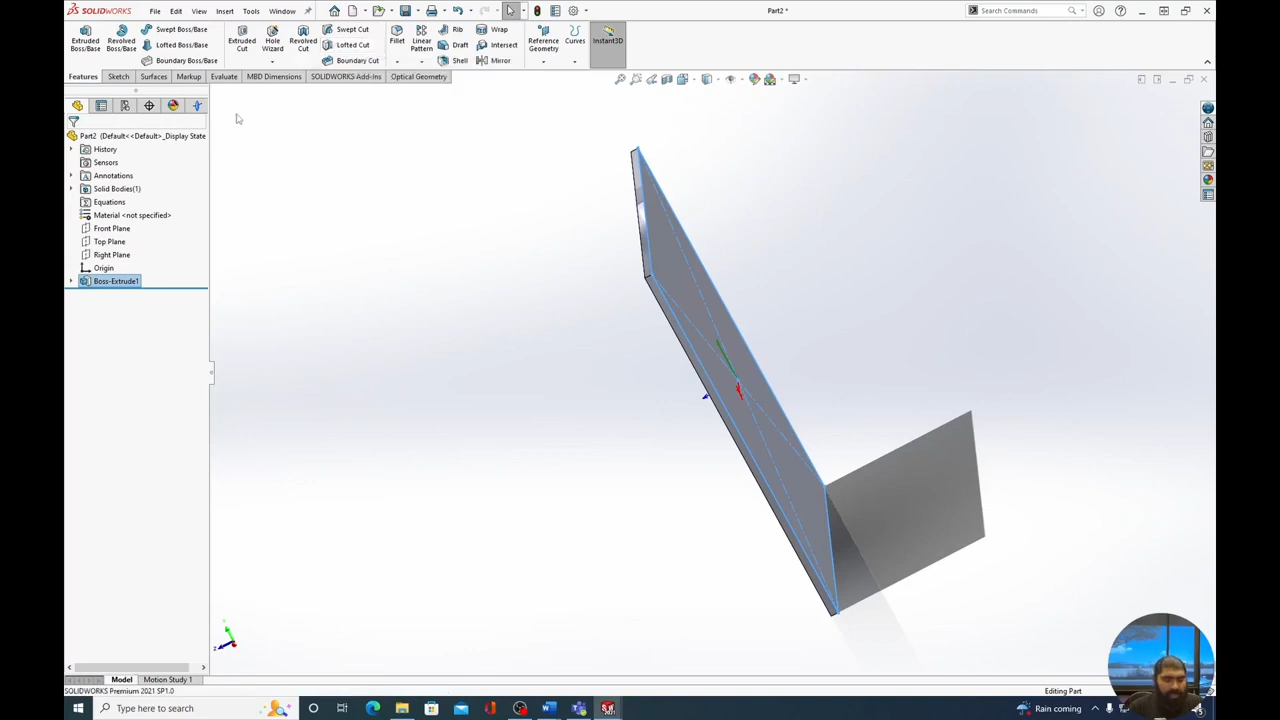 SOLIDWORKS File Edit View Insert Tools Window Part2 * Search Commands
Extruded Boss/Base Revolved Boss/Base Swept Boss/Base Lofted Boss/Base Boundary Boss/Base Extruded Cut Hole Wizard Revolved Cut Swept Cut Lofted Cut Boundary Cut Fillet Linear Pattern Rib Draft Shell Wrap Intersect Mirror Reference Geometry Curves Instant3D
Features Sketch Surfaces Markup Evaluate MBD Dimensions SOLIDWORKS Add-Ins Optical Geometry
Part2 (Default<<Default>_Display State
History
Sensors
Annotations
Solid Bodies(1)
Equations
Material <not specified>
Front Plane
Top Plane
Right Plane
Origin
Boss-Extrude1
Model Motion Study 1
SOLIDWORKS Premium 2021 SP1.0 Editing Part
Type here to search Rain coming